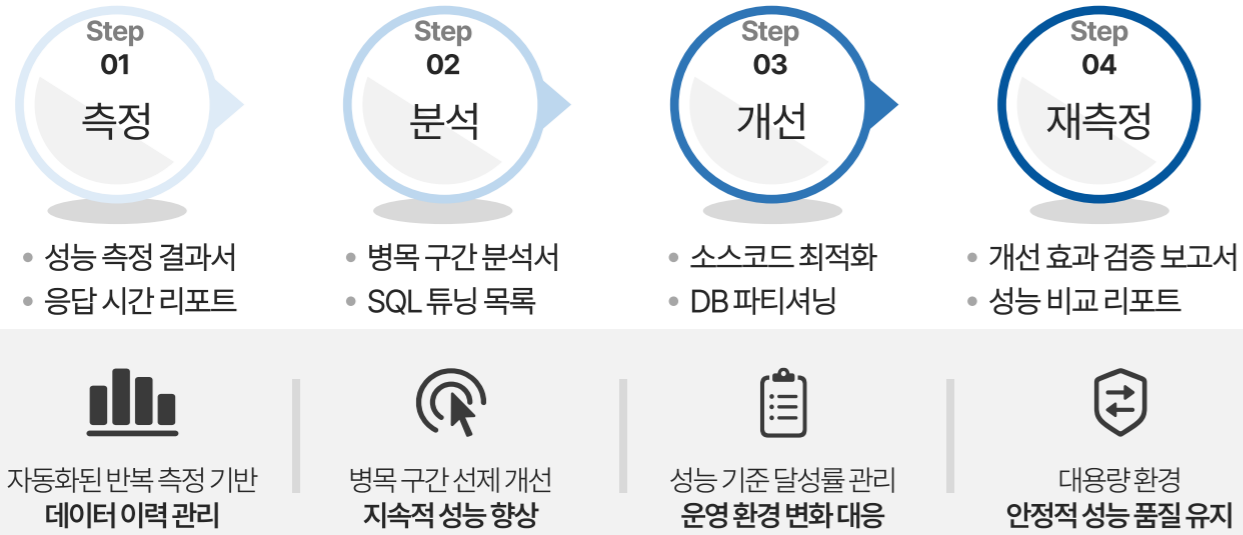 Step
01
측정
Step
02
분석
Step
03
개선
Step
04
재측정
• 성능 측정 결과서
• 응답 시간 리포트
• 병목 구간 분석서
• SQL 튜닝 목록
• 소스코드 최적화
• DB 파티셔닝
• 개선 효과 검증 보고서
• 성능 비교 리포트
자동화된 반복 측정 기반
데이터 이력 관리
병목 구간 선제 개선
지속적 성능 향상
성능 기준 달성률 관리
운영 환경 변화 대응
대용량 환경
안정적 성능 품질 유지